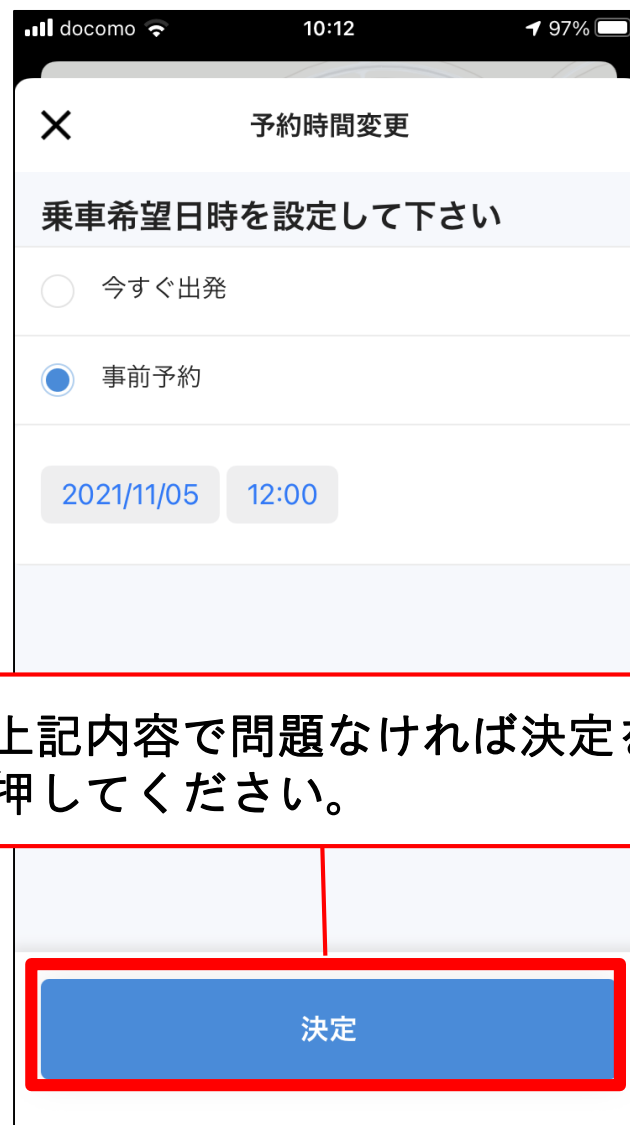 docomo 10:12 97%
予約時間変更
乗車希望日時を設定して下さい
今すぐ出発
事前予約
2021/11/05 12:00
上記内容で問題なければ決定を
押してください。
決定